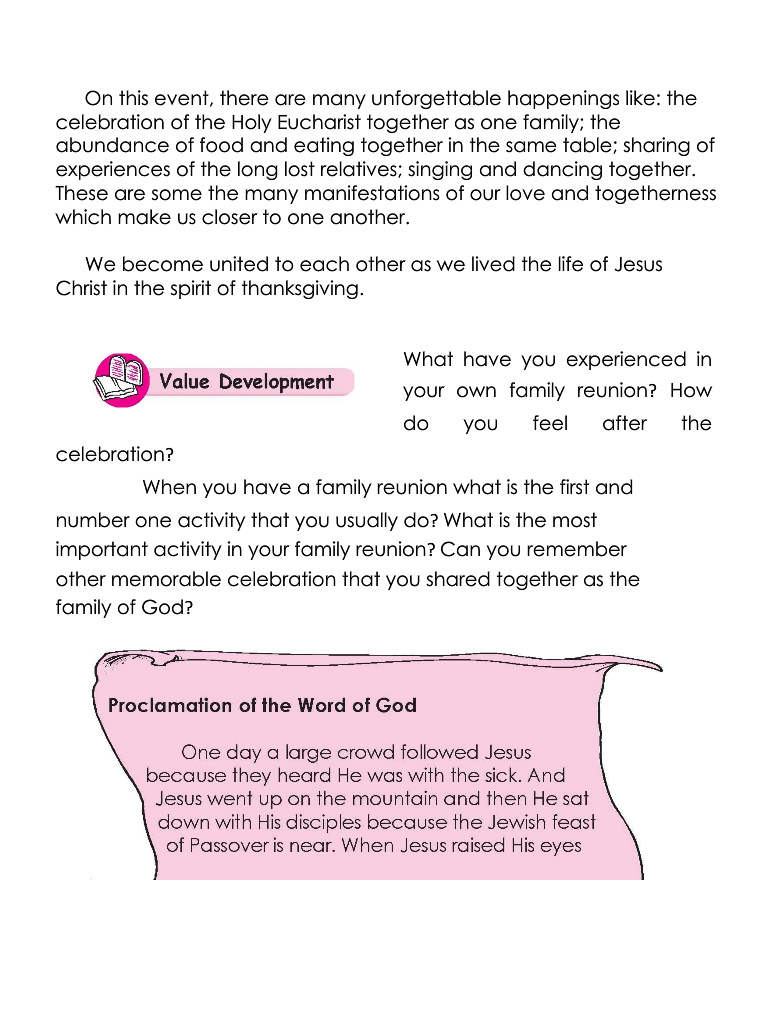 On this event, there are many unforgettable happenings like: the
celebration of the Holy Eucharist together as one family; the
abundance of food and eating together in the same table; sharing of
experiences of the long lost relatives; singing and dancing together.
These are some the many manifestations of our love and togetherness
which make us closer to one another.
We become united to each other as we lived the life of Jesus
Christ in the spirit of thanksgiving.
Value Development
What have you experienced in
your own family reunion? How
do you feel after the
celebration?
When you have a family reunion what is the first and
number one activity that you usually do? What is the most
important activity in your family reunion? Can you remember
other memorable celebration that you shared together as the
family of God?
Proclamation of the Word of God
One day a large crowd followed Jesus
because they heard He was with the sick. And
Jesus went up on the mountain and then He sat
down with His disciples because the Jewish feast
of Passover is near. When Jesus raised His eyes